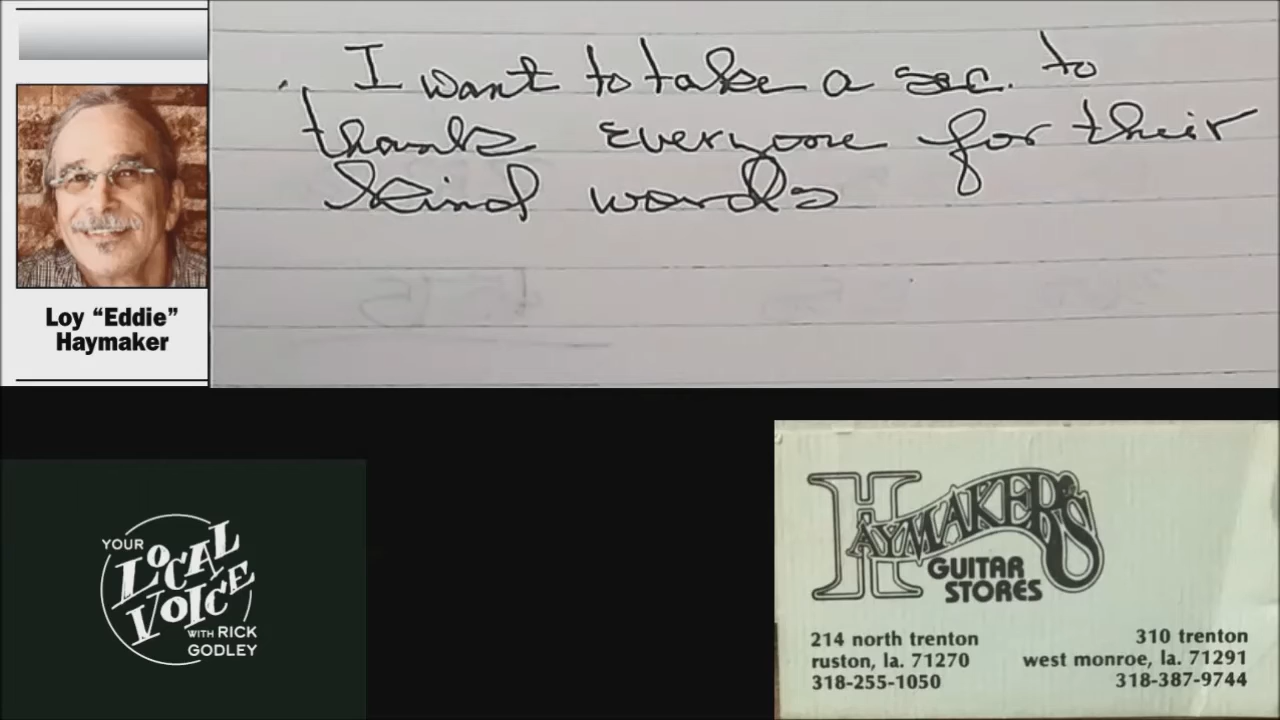 I want to take a sec. to
thank everyone for their
kind words
Loy “Eddie”
Haymaker
YOUR
LOCAL
VOICE
WITH RICK
GODLEY
HAYMAKER'S
GUITAR
STORES
214 north trenton
ruston, la. 71270
318-255-1050
310 trenton
west monroe, la. 71291
318-387-9744